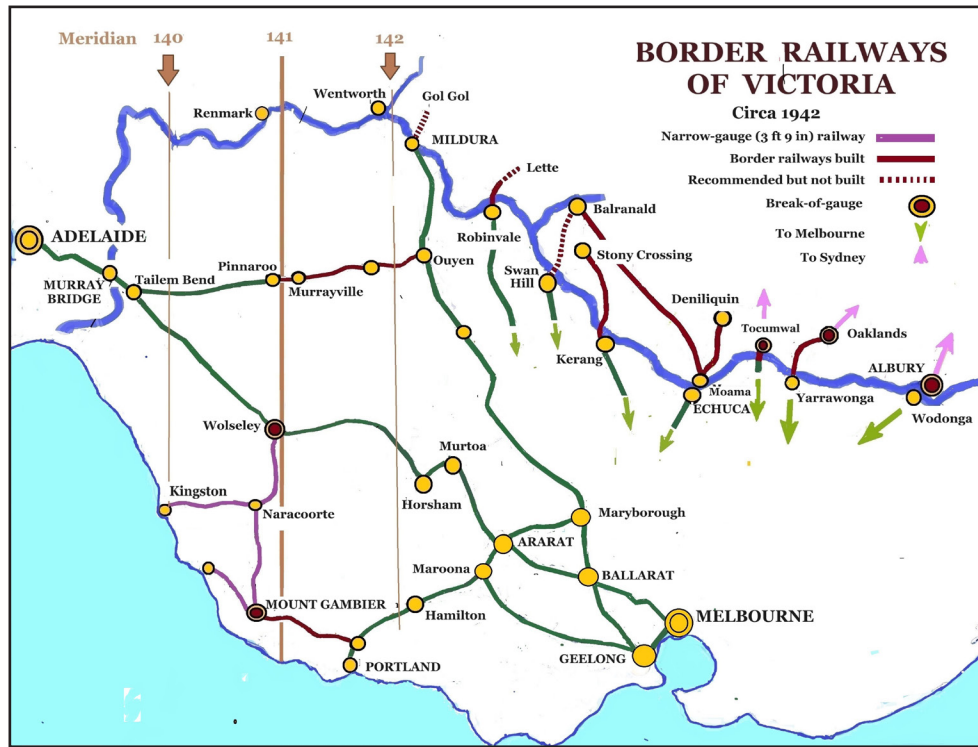 Meridian 140 141 142
BORDER RAILWAYS
OF VICTORIA
Circa 1942
Narrow-gauge (3 ft 9 in) railway
Border railways built
Recommended but not built
Break-of-gauge
To Melbourne
To Sydney
Renmark
Wentworth
Gol Gol
MILDURA
Lette
Robinvale
Balranald
Stony Crossing
Swan
Hill
ADELAIDE
MURRAY
BRIDGE
Tailem Bend
Pinnaroo
Murrayville
Ouyen
Deniliquin
Tocumwal
Oaklands
Kerang
Moama
ECHUCA
Yarrawonga
ALBURY
Wodonga
Wolseley
Murtoa
Horsham
Kingston
Naracoorte
Maryborough
ARARAT
Maroona
BALLARAT
MOUNT GAMBIER
Hamilton
MELBOURNE
GEELONG
PORTLAND